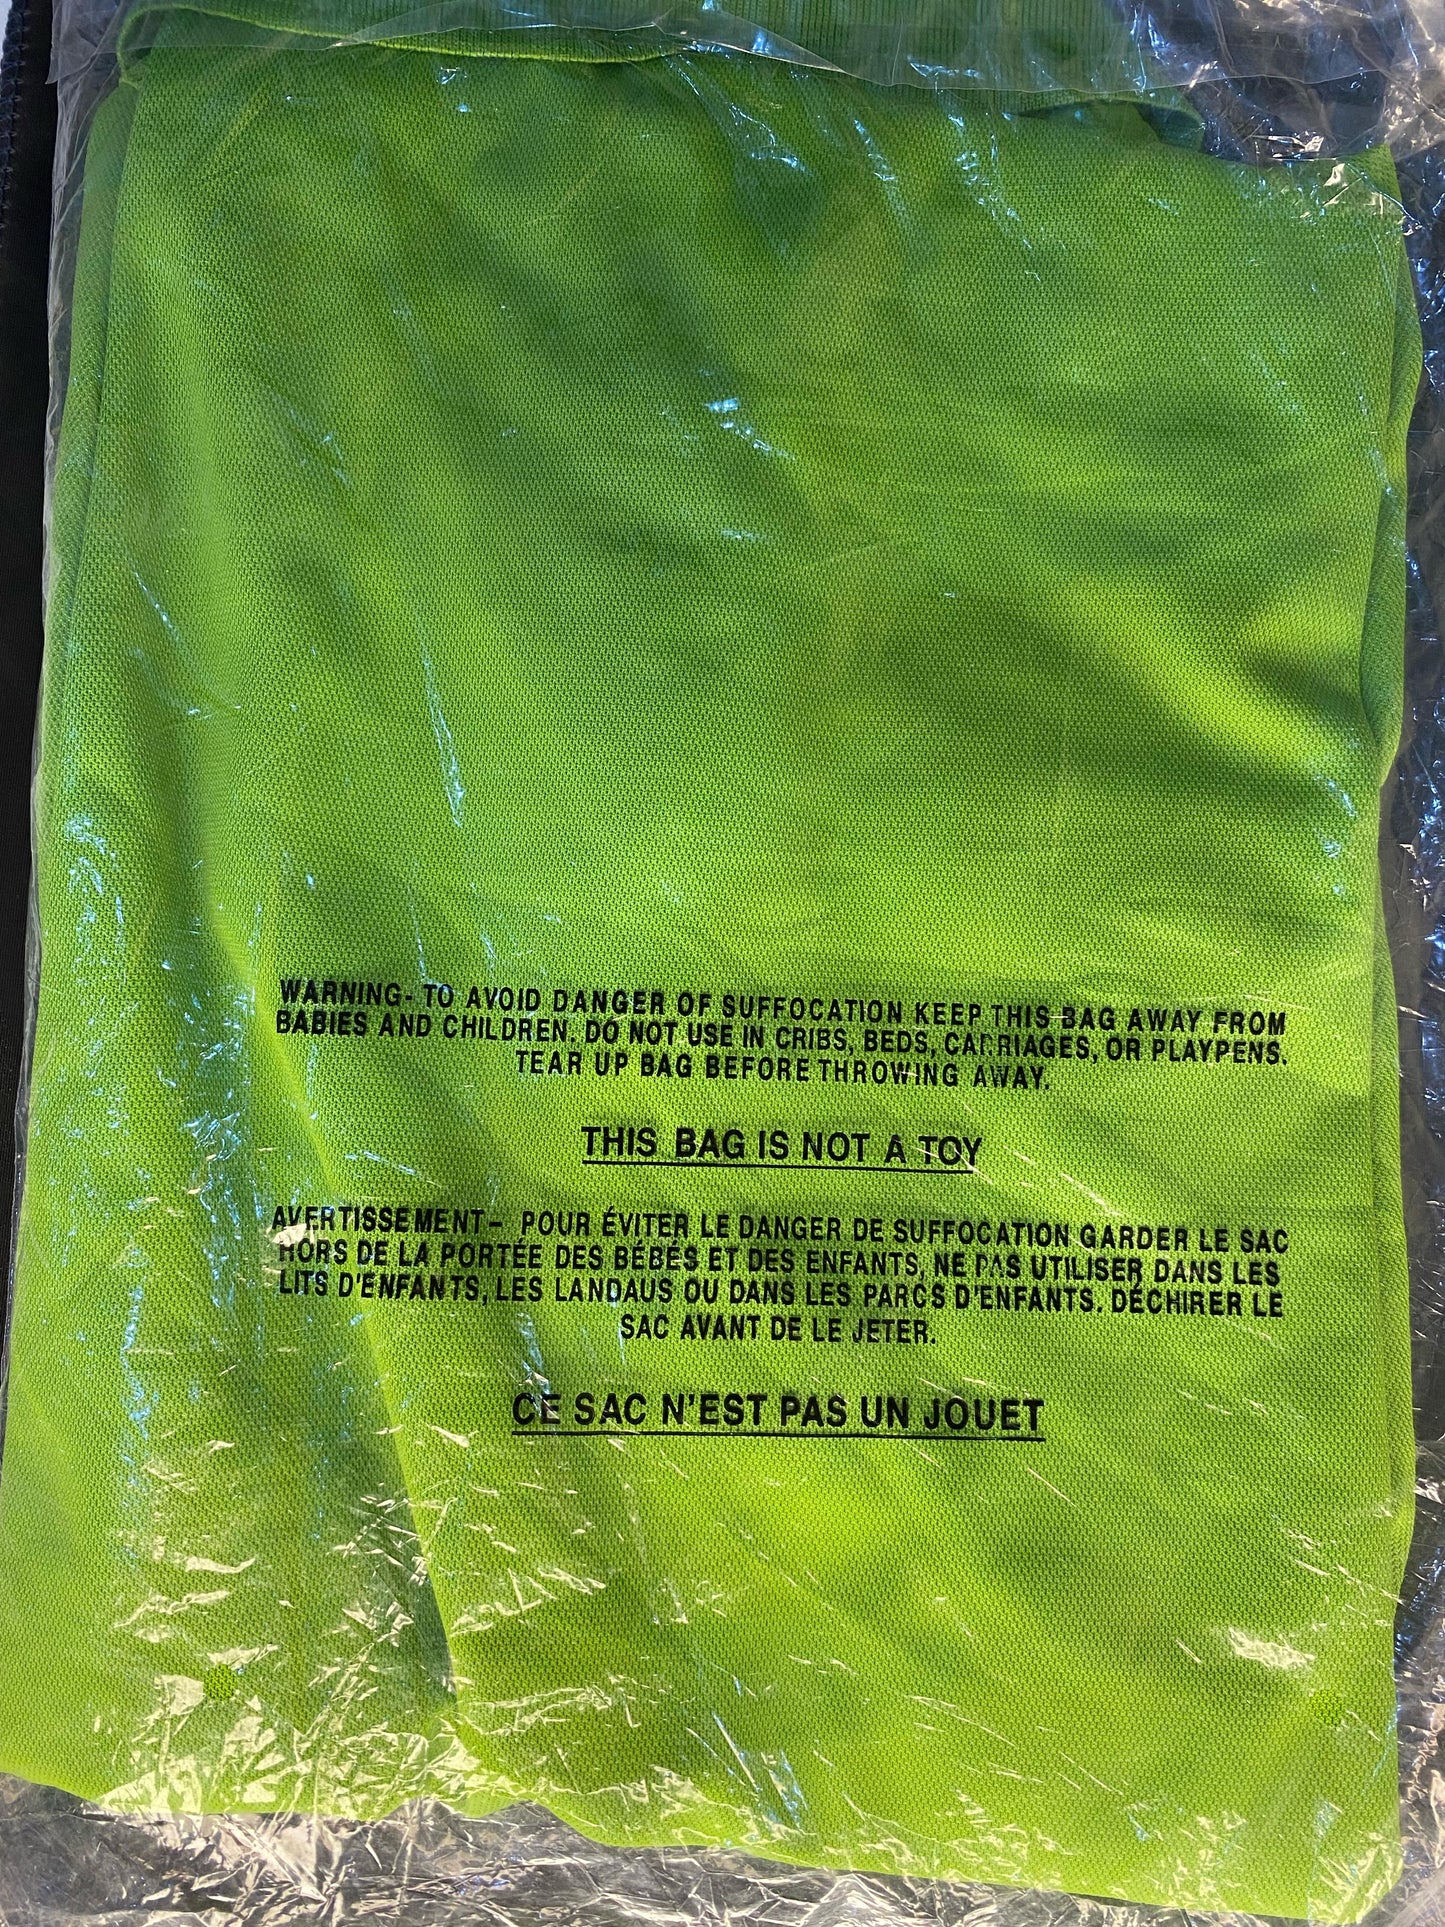 WARNING- TO AVOID DANGER OF SUFFOCATION KEEP THIS BAG AWAY FROM
BABIES AND CHILDREN. DO NOT USE IN CRIBS, BEDS, CARRIAGES, OR PLAYPENS.
TEAR UP BAG BEFORE THROWING AWAY.
THIS BAG IS NOT A TOY
AVERTISSEMENT- POUR ÉVITER LE DANGER DE SUFFOCATION GARDER LE SAC
HORS DE LA PORTÉE DES BÉBÉS ET DES ENFANTS, NE PAS UTILISER DANS LES
LITS D'ENFANTS, LES LANDAUS OU DANS LES PARCS D'ENFANTS. DÉCHIRER LE
SAC AVANT DE LE JETER.
CE SAC N'EST PAS UN JOUET